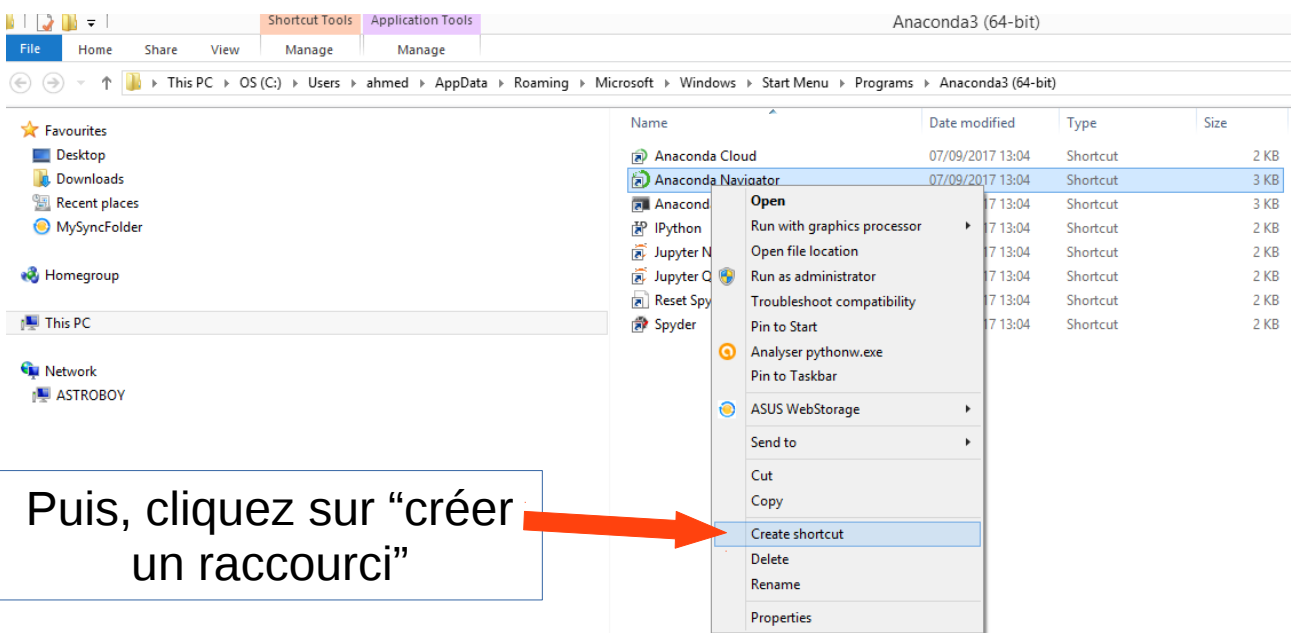 Shortcut Tools Application Tools Anaconda3 (64-bit)
File Home Share View Manage Manage
This PC OS (C:) Users ahmed AppData Roaming Microsoft Windows Start Menu Programs Anaconda3 (64-bit)
Favourites
Desktop
Downloads
Recent places
MySyncFolder
Homegroup
This PC
Network
ASTROBOY
Name Date modified Type Size
Anaconda Cloud 07/09/2017 13:04 Shortcut 2 KB
Anaconda Navigator 07/09/2017 13:04 Shortcut 3 KB
Anacond 17 13:04 Shortcut 3 KB
IPython 17 13:04 Shortcut 2 KB
Jupyter N 17 13:04 Shortcut 2 KB
Jupyter Q 17 13:04 Shortcut 2 KB
Reset Spy 17 13:04 Shortcut 2 KB
Spyder 17 13:04 Shortcut 2 KB
Open
Run with graphics processor
Open file location
Run as administrator
Troubleshoot compatibility
Pin to Start
Analyser pythonw.exe
Pin to Taskbar
ASUS WebStorage
Send to
Cut
Copy
Create shortcut
Delete
Rename
Properties
Puis, cliquez sur “créer
un raccourci”